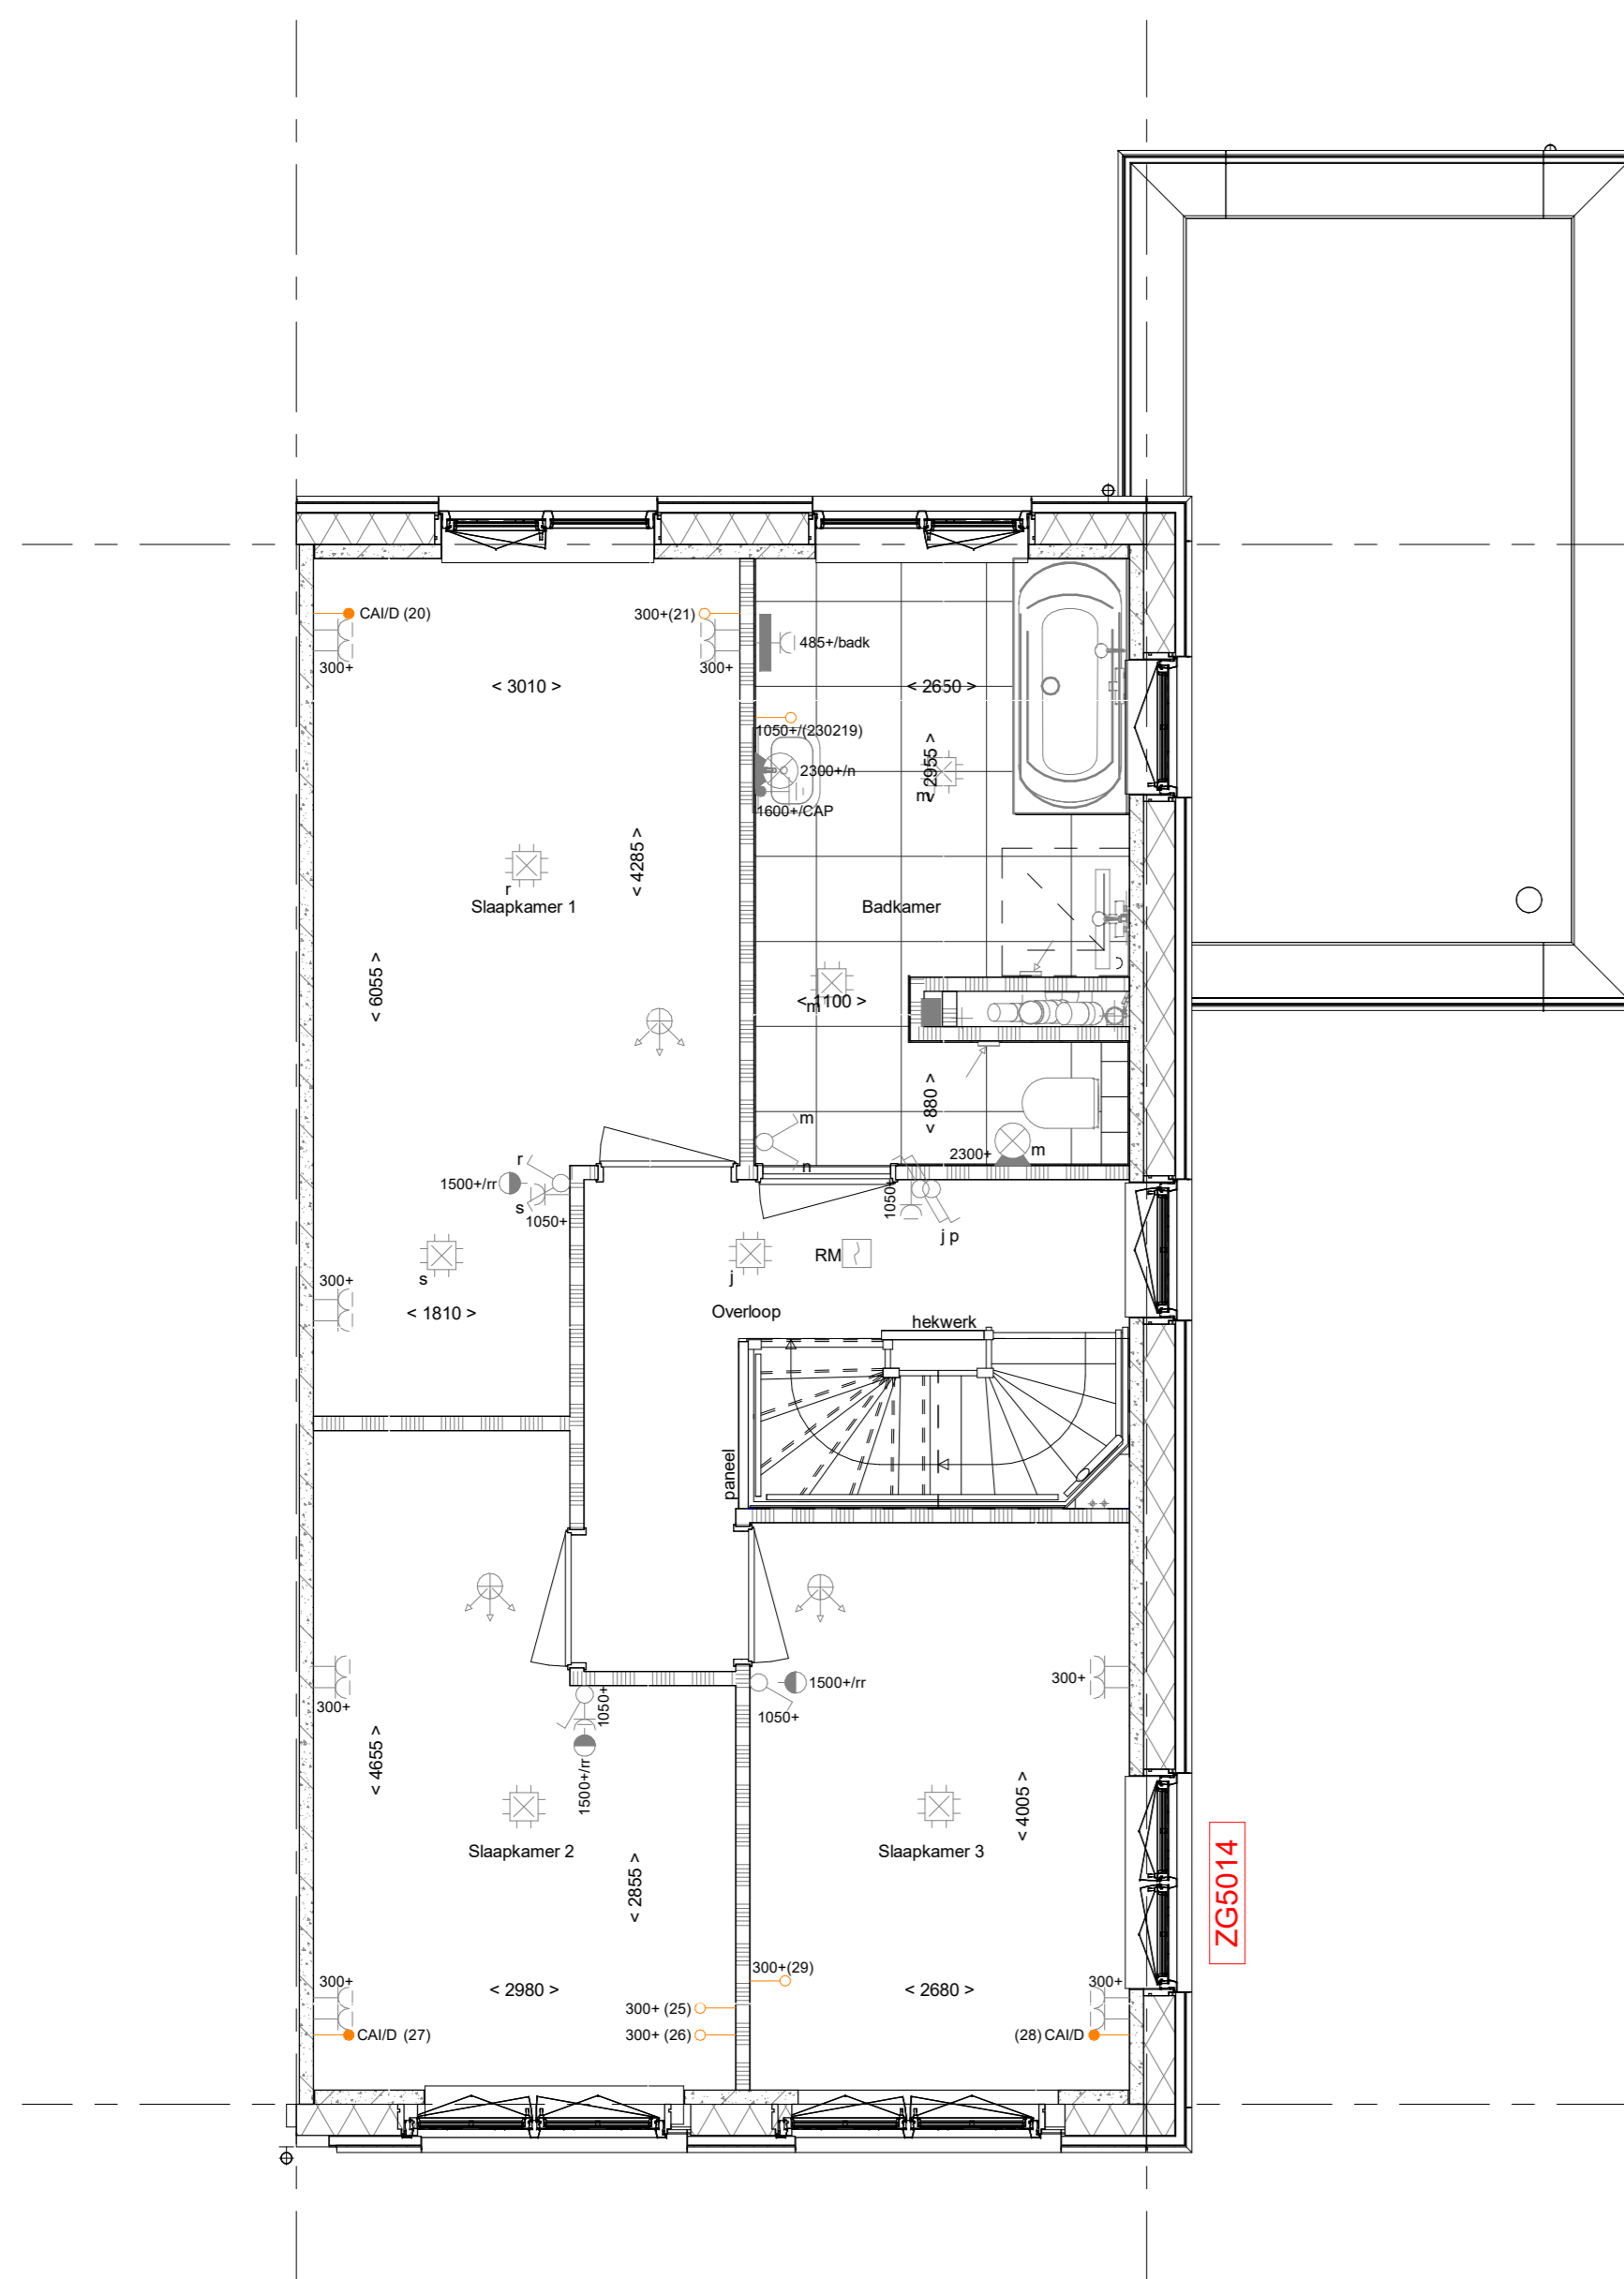 CAI/D (20)
300+(21)
300+
300+
485+/badk
< 3010 >
< 2650 >
1050+/(230219)
< 2955 >
2300+/n
m
1600+/CAP
< 4285 >
r
Slaapkamer 1
Badkamer
< 6055 >
< 1100 >
m
< 880 >
m
2300+
m
n
r
1500+/rr
s
1050+
1050+
j p
RM
s
j
300+
< 1810 >
Overloop
hekwerk
paneel
300+
1050+
1500+/rr
1050+
1500+/rr
300+
< 4655 >
< 4005 >
Slaapkamer 2
Slaapkamer 3
< 2855 >
ZG5014
300+(29)
300+
300+
< 2980 >
< 2680 >
300+ (25)
300+ (26)
CAI/D (27)
(28) CAI/D